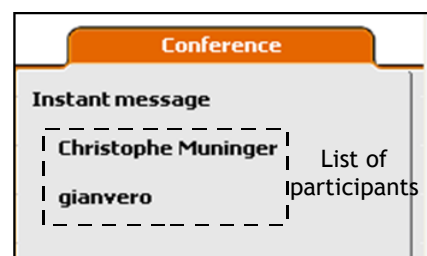 Conference
Instant message
Christophe Muninger
gianvero
List of
participants